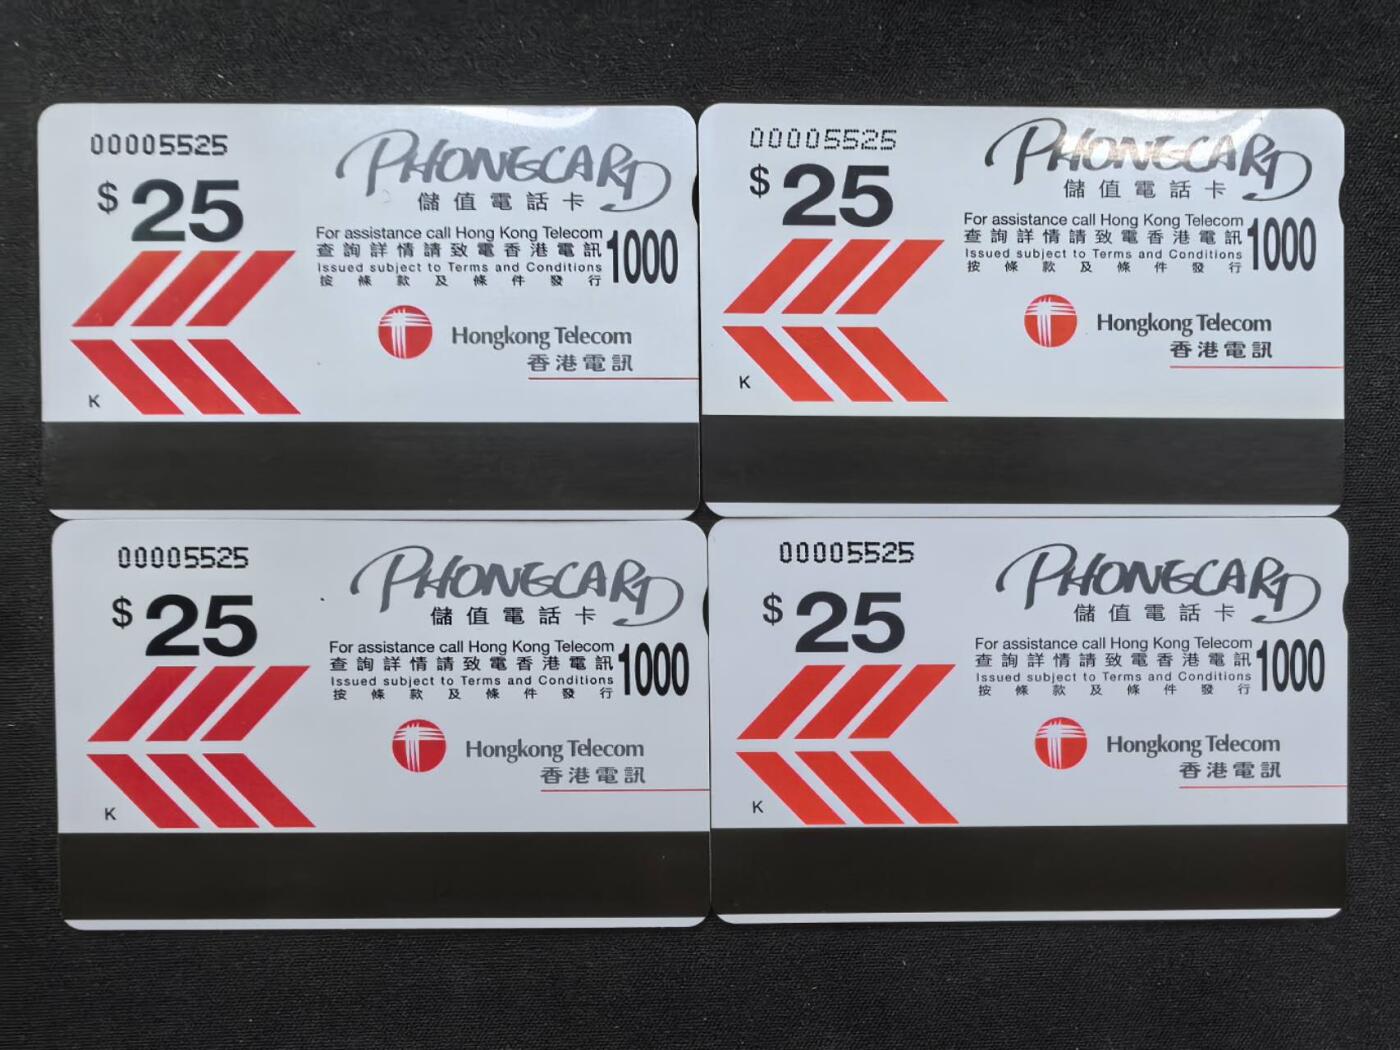 00005525
$25
PHONECARD
儲值電話卡
For assistance call Hong Kong Telecom
查詢詳情請致電香港電訊
1000
Issued subject to Terms and Conditions
按條款及條件發行
Hongkong Telecom
香港電訊
K
00005525
$25
PHONECARD
儲值電話卡
For assistance call Hong Kong Telecom
查詢詳情請致電香港電訊
1000
Issued subject to Terms and Conditions
按條款及條件發行
Hongkong Telecom
香港電訊
K
00005525
$25
PHONECARD
儲值電話卡
For assistance call Hong Kong Telecom
查詢詳情請致電香港電訊
1000
Issued subject to Terms and Conditions
按條款及條件發行
Hongkong Telecom
香港電訊
K
00005525
$25
PHONECARD
儲值電話卡
For assistance call Hong Kong Telecom
查詢詳情請致電香港電訊
1000
Issued subject to Terms and Conditions
按條款及條件發行
Hongkong Telecom
香港電訊
K